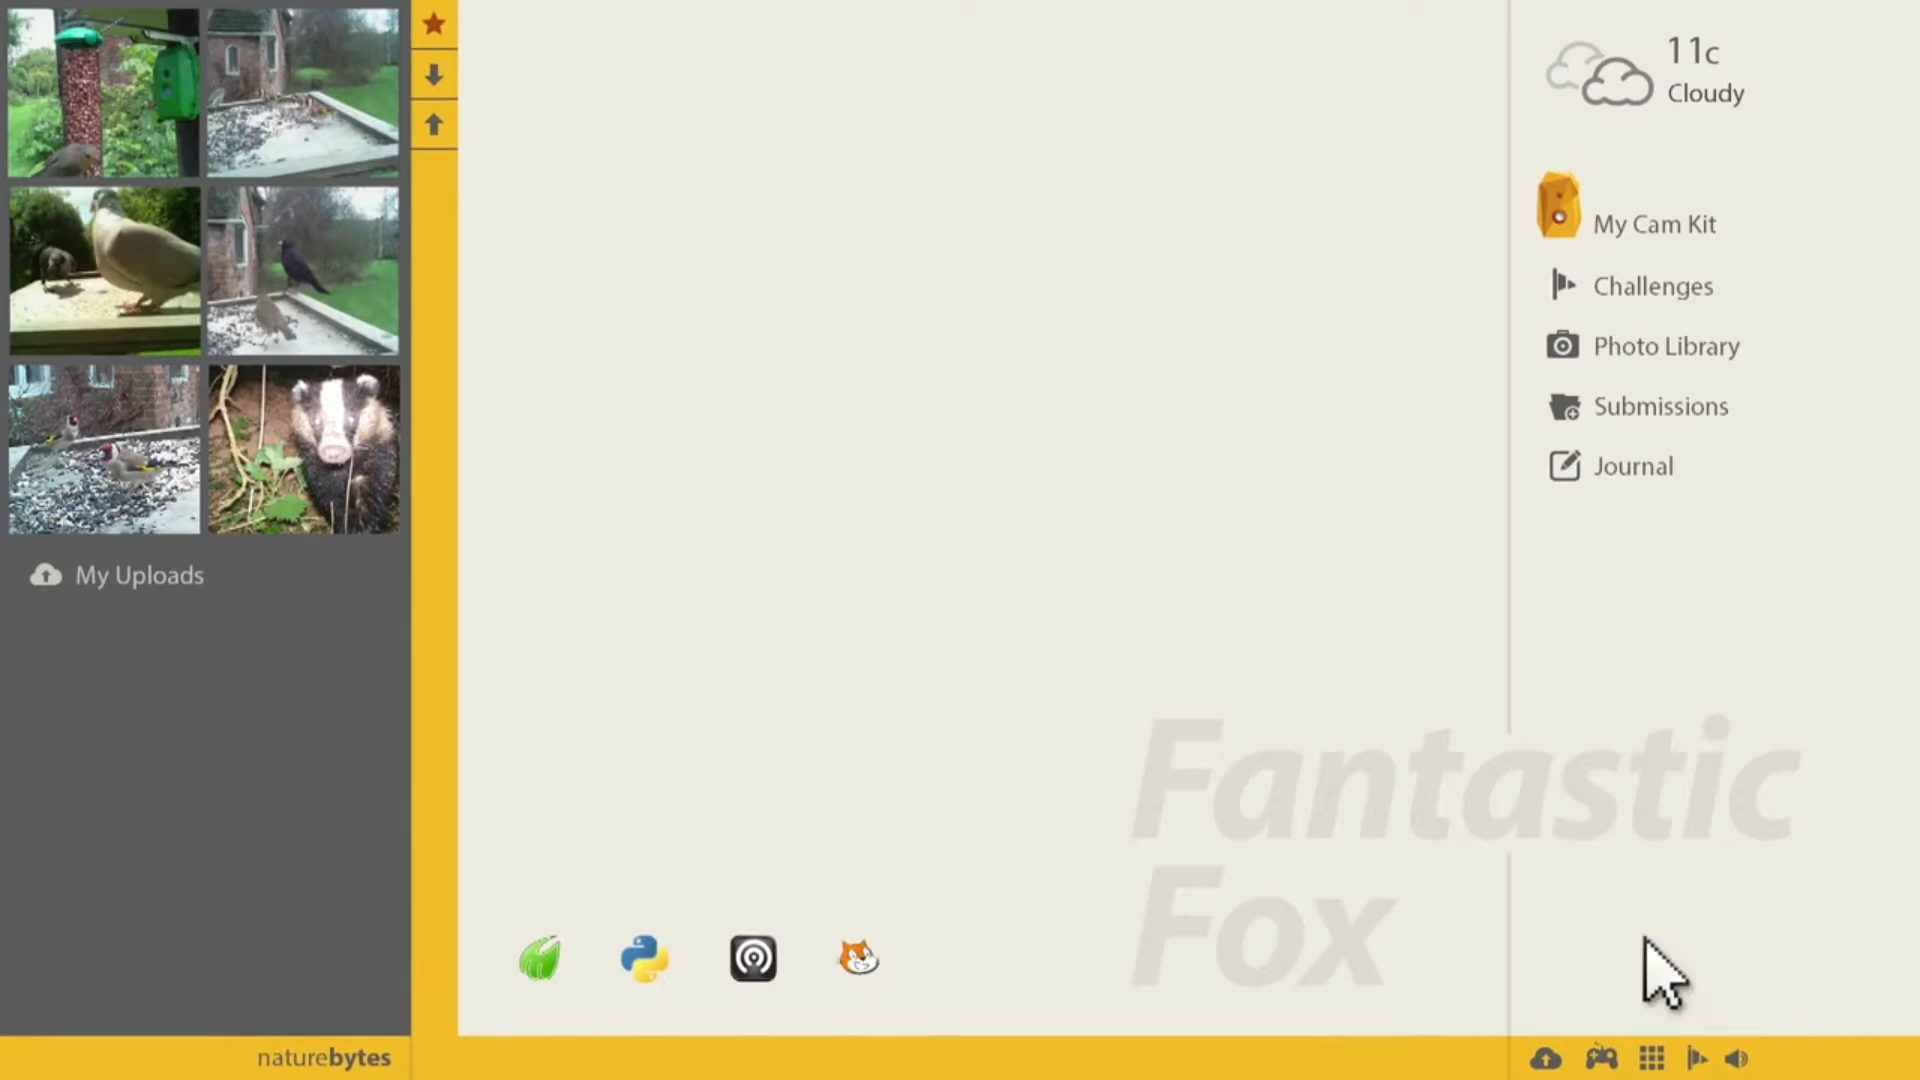 11c
Cloudy
My Cam Kit
Challenges
Photo Library
Submissions
Journal
My Uploads
Fantastic
Fox
naturebytes